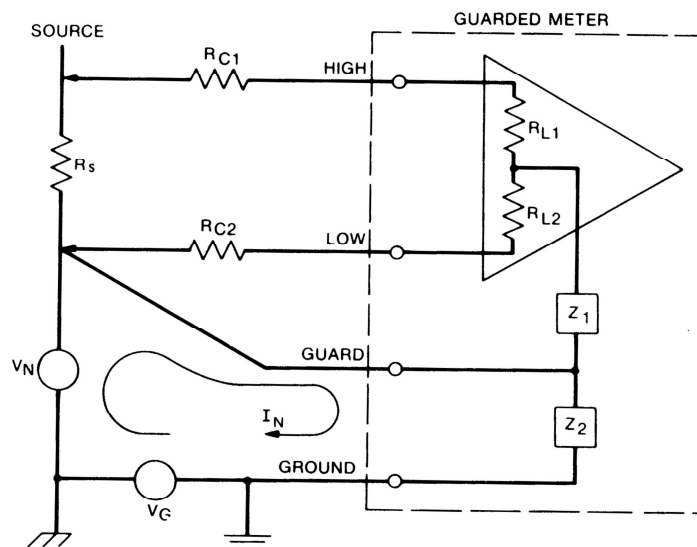 GUARDED METER
SOURCE
RC1
HIGH
RL1
RS
RL2
RC2
LOW
Z1
VN
GUARD
IN
Z2
GROUND
VG